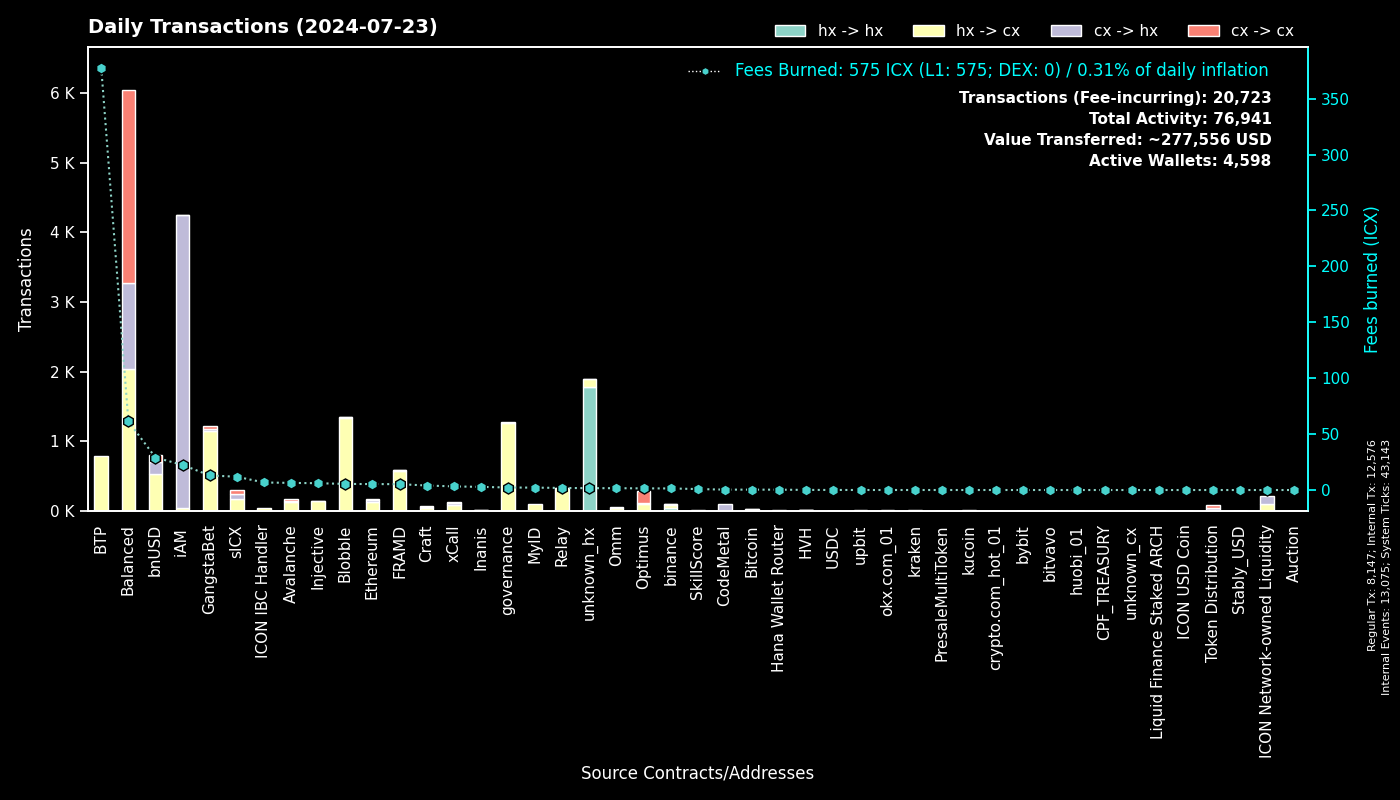 Daily Transactions (2024-07-23)
hx -> hx
hx -> cx
cx -> hx
cx -> cx
Fees Burned: 575 ICX (L1: 575; DEX: 0) / 0.31% of daily inflation
Transactions (Fee-incurring): 20,723
Total Activity: 76,941
Value Transferred: ~277,556 USD
Active Wallets: 4,598
Transactions
6 K
5 K
4 K
3 K
2 K
1 K
0 K
350
300
250
200
150
100
50
0
Fees burned (ICX)
BTP
Balanced
bnUSD
iAM
GangstaBet
sICX
ICON IBC Handler
Avalanche
Injective
Blobble
Ethereum
FRAMD
Craft
xCall
Inanis
governance
MyID
Relay
unknown_hx
Omm
Optimus
binance
SkillScore
CodeMetal
Bitcoin
Hana Wallet Router
HVH
USDC
upbit
okx.com_01
kraken
PresaleMultiToken
kucoin
crypto.com_hot_01
bybit
bitvavo
huobi_01
CPF_TREASURY
unknown_cx
Liquid Finance Staked ARCH
ICON USD Coin
Token Distribution
Stably_USD
ICON Network-owned Liquidity
Auction
Source Contracts/Addresses
Regular Tx: 8,147; Internal Tx: 12,576
Internal Events: 13,075; System Ticks: 43,143